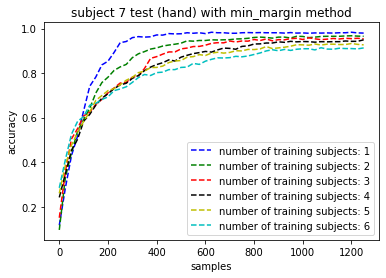 subject 7 test (hand) with min_margin method
1.0
0.8
0.6
0.4
0.2
accuracy
number of training subjects: 1
number of training subjects: 2
number of training subjects: 3
number of training subjects: 4
number of training subjects: 5
number of training subjects: 6
0 200 400 600 800 1000 1200
samples